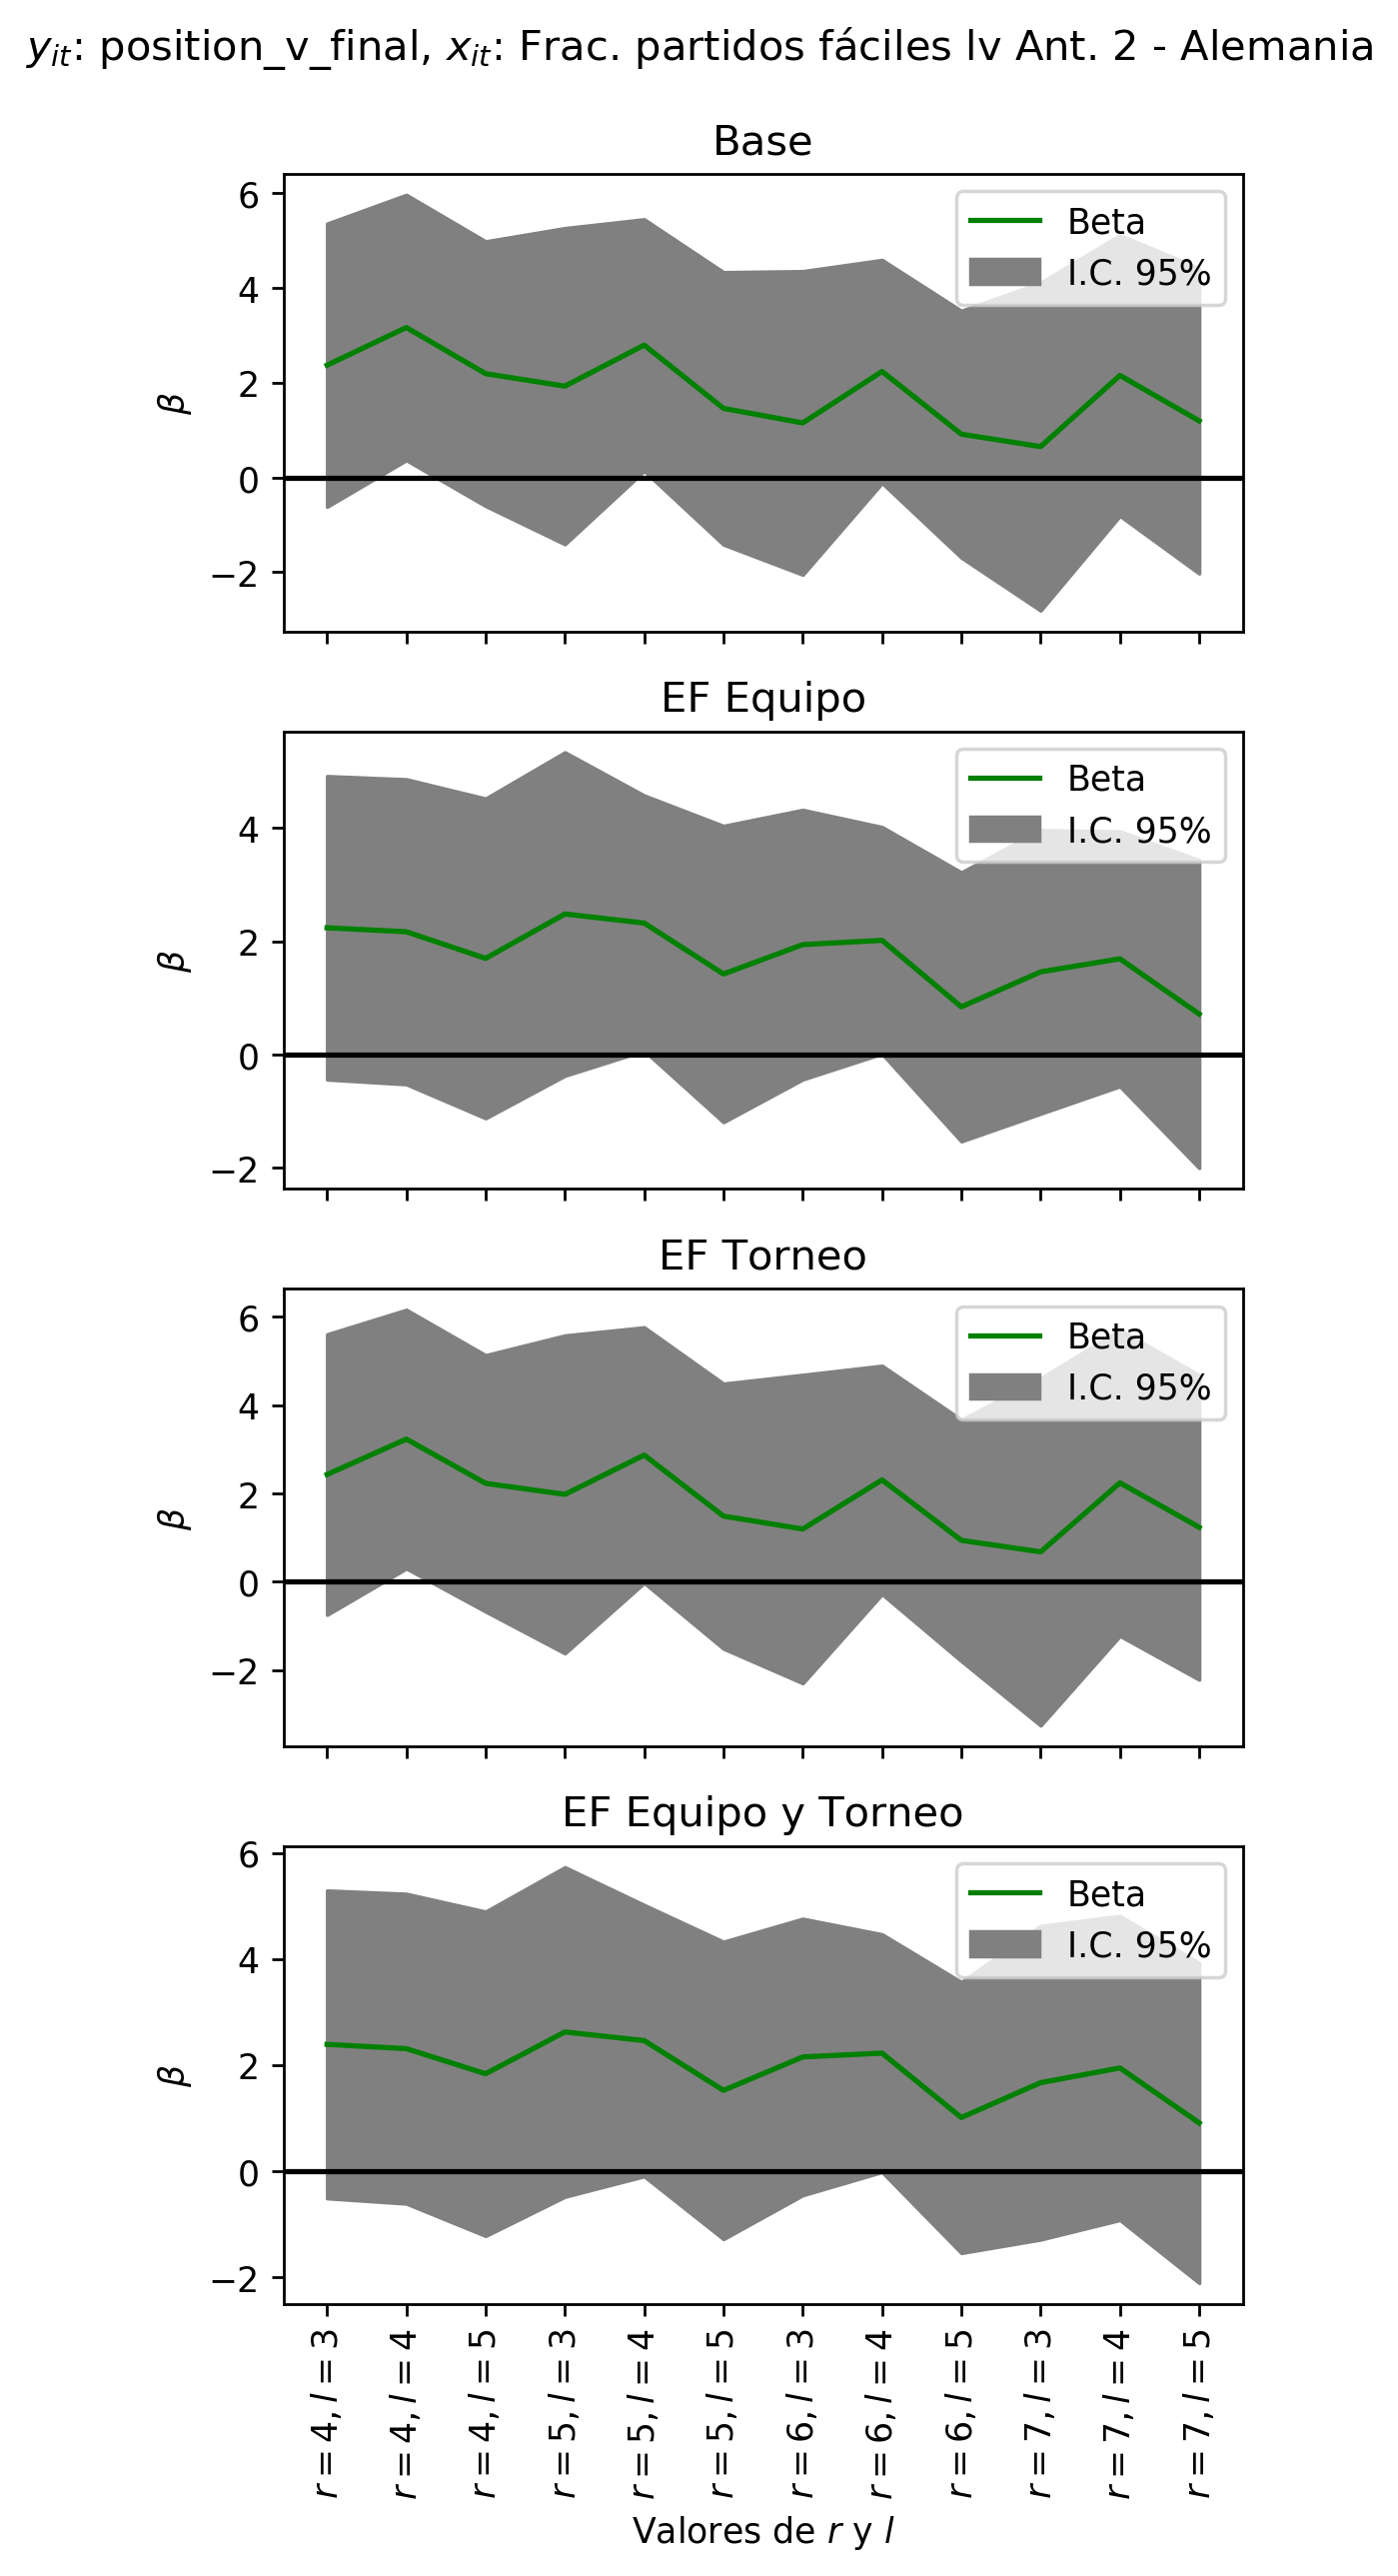 y_it: position_v_final, x_it: Frac. partidos fáciles lv Ant. 2 - Alemania
Base
6
4
2
0
−2
β
Beta
I.C. 95%
EF Equipo
4
2
0
−2
β
Beta
I.C. 95%
EF Torneo
6
4
2
0
−2
β
Beta
I.C. 95%
EF Equipo y Torneo
6
4
2
0
−2
β
Beta
I.C. 95%
r = 4, l = 3
r = 4, l = 4
r = 4, l = 5
r = 5, l = 3
r = 5, l = 4
r = 5, l = 5
r = 6, l = 3
r = 6, l = 4
r = 6, l = 5
r = 7, l = 3
r = 7, l = 4
r = 7, l = 5
Valores de r y l